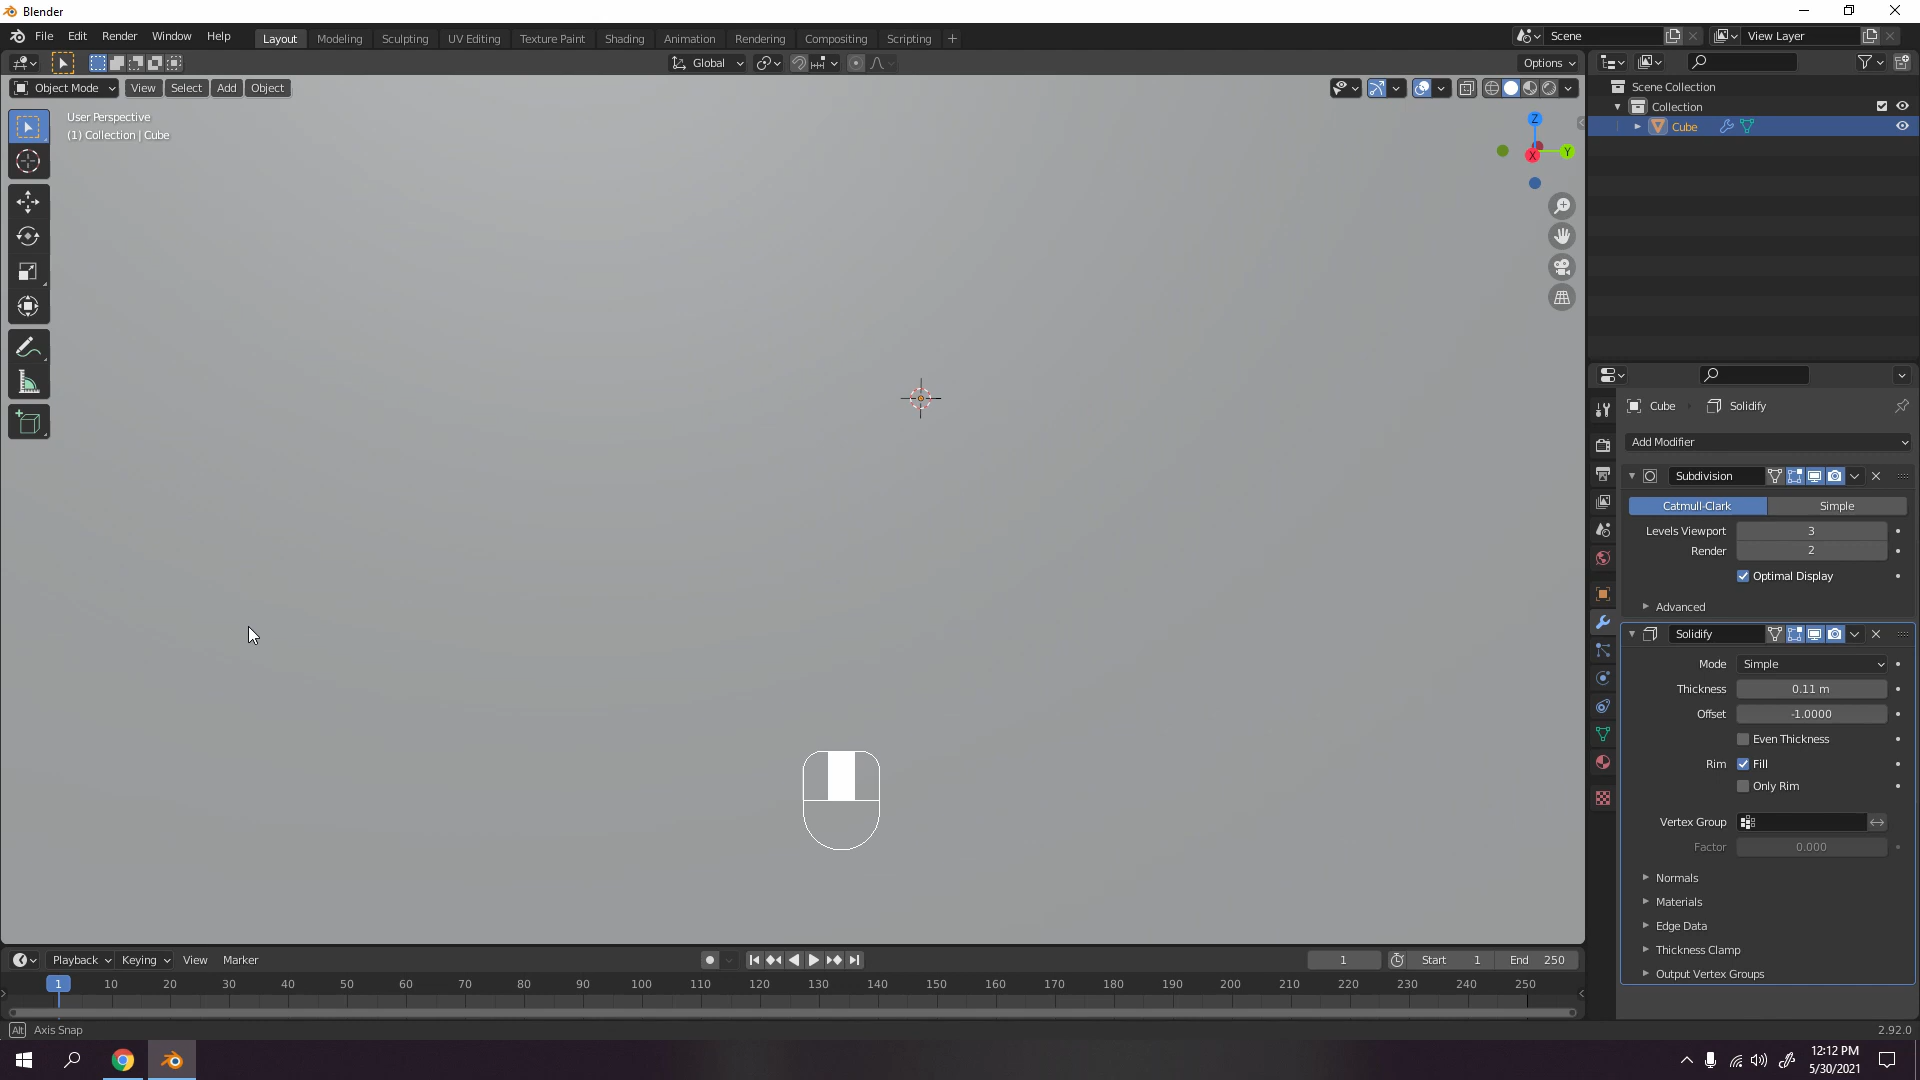 Blender
File Edit Render Window Help
Layout Modeling Sculpting UV Editing Texture Paint Shading Animation Rendering Compositing Scripting +
Scene
View Layer
Global
Options
Object Mode View Select Add Object
User Perspective
(1) Collection | Cube
Z
Y
X
Scene Collection
Collection
Cube
Cube Solidify
Add Modifier
Subdivision
Catmull-Clark Simple
Levels Viewport 3
Render 2
Optimal Display
Advanced
Solidify
Mode Simple
Thickness 0.11 m
Offset -1.0000
Even Thickness
Rim Fill
Only Rim
Vertex Group
Factor 0.000
Normals
Materials
Edge Data
Thickness Clamp
Output Vertex Groups
Playback Keying View Marker
1 Start 1 End 250
1 10 20 30 40 50 60 70 80 90 100 110 120 130 140 150 160 170 180 190 200 210 220 230 240 250
Alt Axis Snap
2.92.0
12:12 PM
5/30/2021